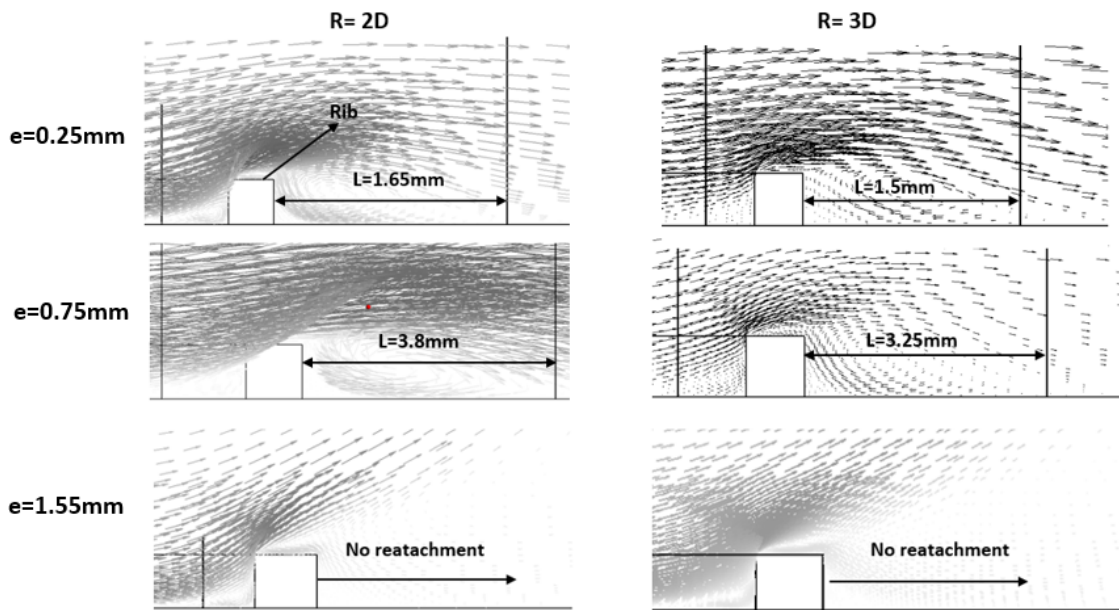 R= 2D
R= 3D
e=0.25mm
Rib
L=1.65mm
L=1.5mm
e=0.75mm
L=3.8mm
L=3.25mm
e=1.55mm
No reatachment
No reatachment